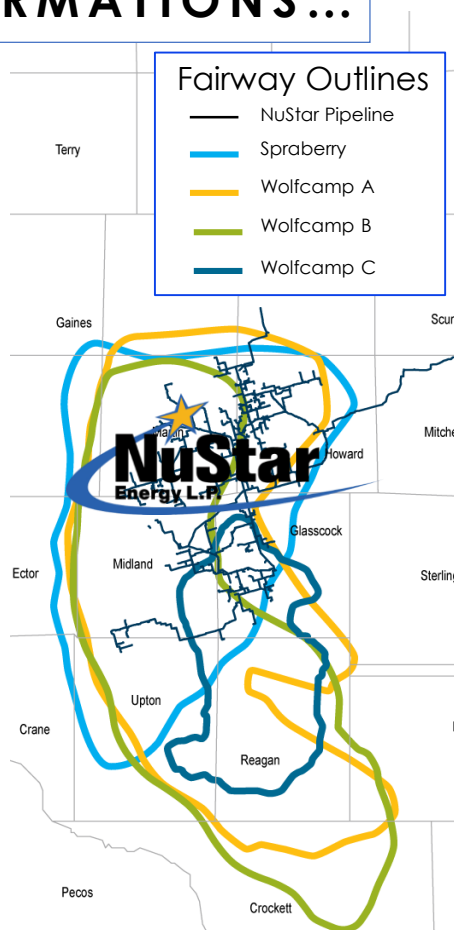 RMATIONS...
Fairway Outlines
NuStar Pipeline
Spraberry
Wolfcamp A
Wolfcamp B
Wolfcamp C
Terry
Gaines
Scur
Martin
NuStar
Energy L.P.
Howard
Mitche
Glasscock
Ector
Midland
Sterling
Upton
Crane
Reagan
Pecos
Crockett